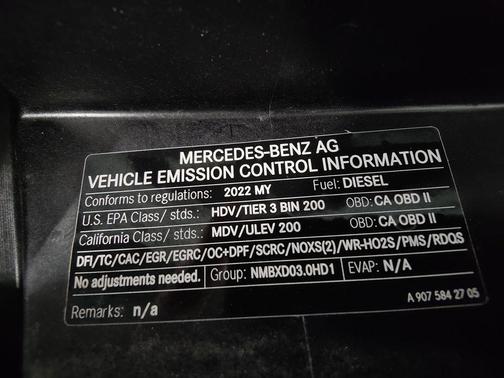 MERCEDES-BENZ AG
VEHICLE EMISSION CONTROL INFORMATION
Conforms to regulations: 2022 MY Fuel: DIESEL
U.S. EPA Class/ stds.: HDV/TIER 3 BIN 200 OBD: CA OBD II
California Class/ stds.: MDV/ULEV 200 OBD: CA OBD II
DFI/TC/CAC/EGR/EGRC/OC+DPF/SCRC/NOXS(2)/WR-HO2S/PMS/RDQS
No adjustments needed. Group: NMBXD03.0HD1 EVAP: N/A
Remarks: n/a A 907 584 27 05